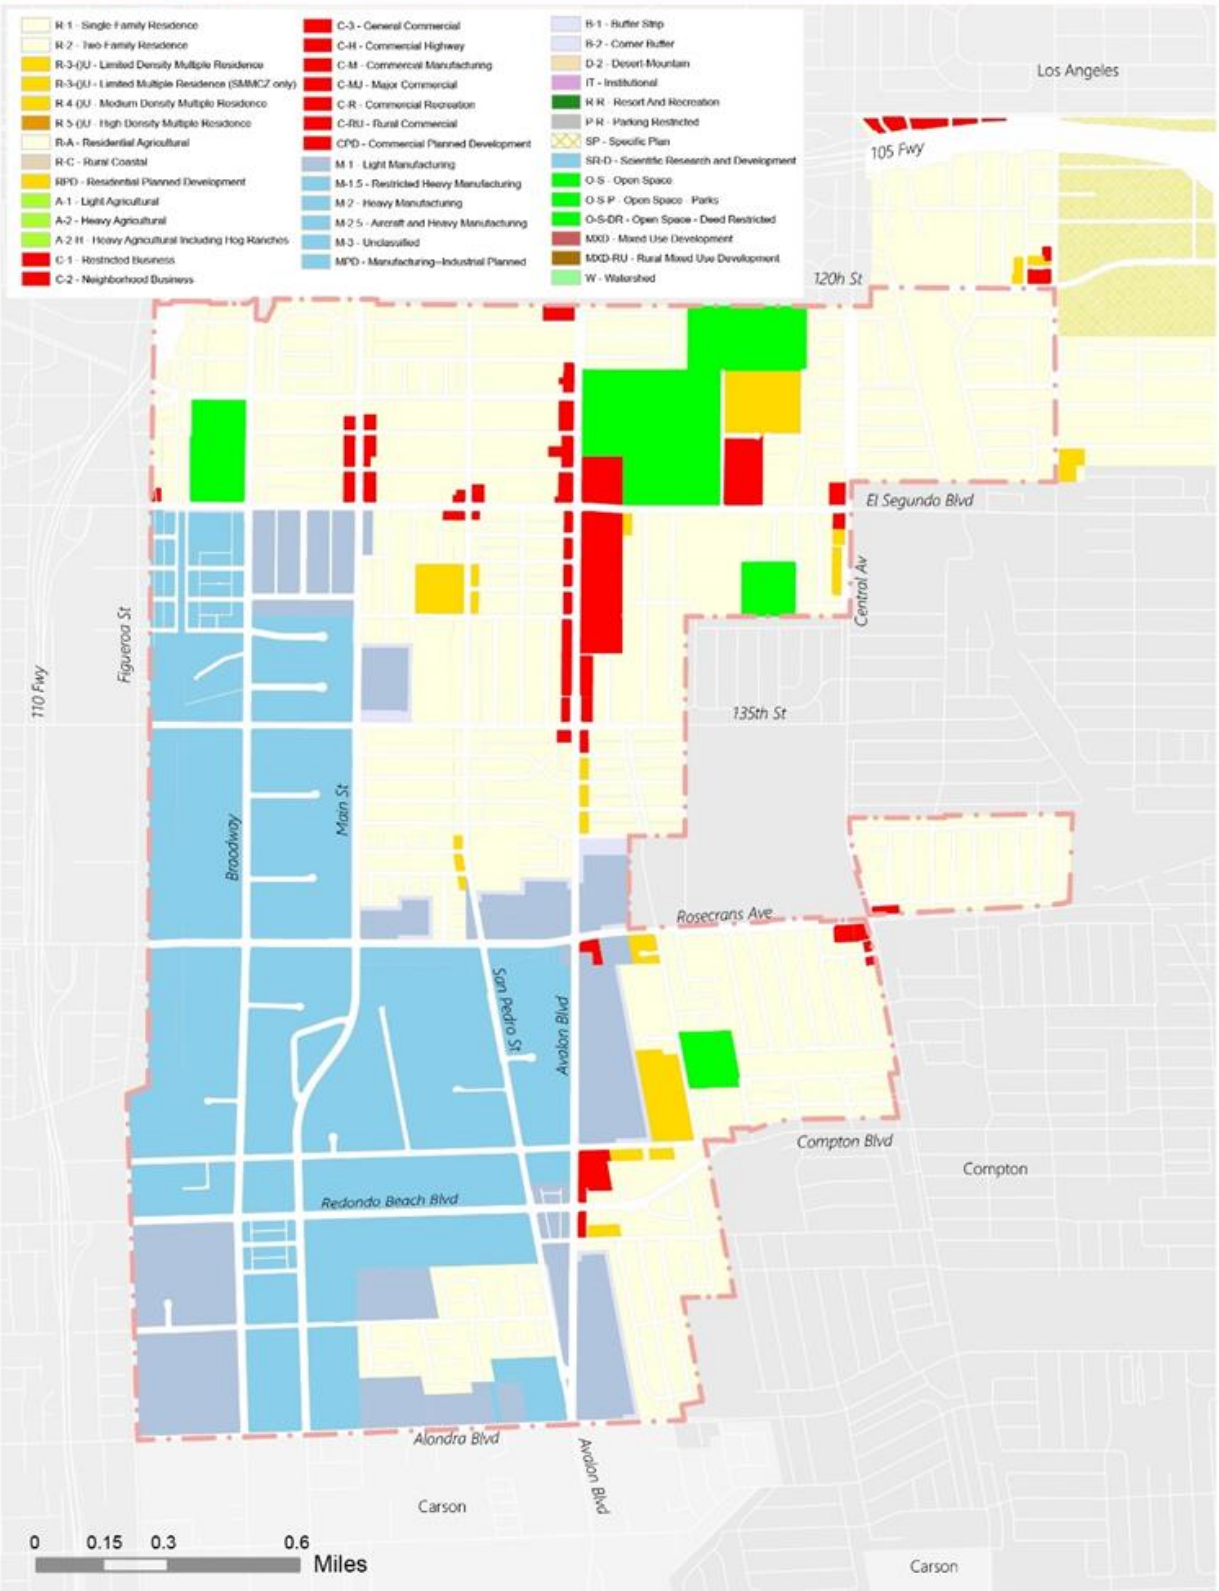 R-1 - Single-Family Residence
R-2 - Two-Family Residence
R-3-()U - Limited Density Multiple Residence
R-3-()U - Limited Multiple Residence (SMMCZ only)
R-4-()U - Medium Density Multiple Residence
R-5-()U - High Density Multiple Residence
R-A - Residential Agricultural
R-C - Rural Coastal
RPD - Residential Planned Development
A-1 - Light Agricultural
A-2 - Heavy Agricultural
A-2-H - Heavy Agricultural Including Hog Ranches
C-1 - Restricted Business
C-2 - Neighborhood Business
C-3 - General Commercial
C-H - Commercial Highway
C-M - Commercial Manufacturing
C-MJ - Major Commercial
C-R - Commercial Recreation
C-RU - Rural Commercial
CPD - Commercial Planned Development
M-1 - Light Manufacturing
M-1.5 - Restricted Heavy Manufacturing
M-2 - Heavy Manufacturing
M-2.5 - Aircraft and Heavy Manufacturing
M-3 - Unclassified
MPD - Manufacturing--Industrial Planned
B-1 - Buffer Strip
B-2 - Corner Buffer
D-2 - Desert-Mountain
IT - Institutional
R-R - Resort And Recreation
P-R - Parking Restricted
SP - Specific Plan
SR-D - Scientific Research and Development
O-S - Open Space
O-S-P - Open Space - Parks
O-S-DR - Open Space - Deed Restricted
MXD - Mixed Use Development
MXD-RU - Rural Mixed Use Development
W - Watershed
Los Angeles
105 Fwy
120h St
El Segundo Blvd
Central Av
Figueroa St
110 Fwy
135th St
Main St
Broadway
Rosecrans Ave
San Pedro St
Avalon Blvd
Compton Blvd
Compton
Redondo Beach Blvd
Alondra Blvd
Avalon Blvd
Carson
Carson
0 0.15 0.3 0.6
Miles